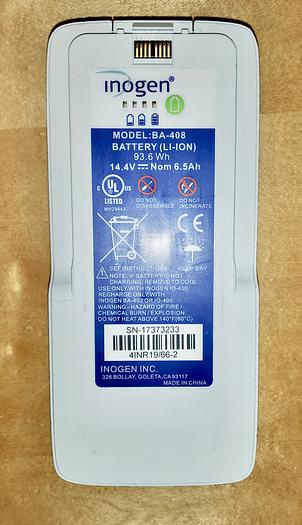 inogen®
MODEL:BA-408
BATTERY (LI-ION)
93.6 Wh
14.4V⎓ Nom 6.5Ah
C UL US
LISTED
DO NOT
DISASSEMBLE
DO NOT
INCINERATE
MH29443
CE
SEE INSTRUCTIONS
KEEP DRY
NOTE: IF BATTERY IS NOT
CHARGING, REMOVE TO COOL
USE ONLY WITH INOGEN IO-400
RECHARGE ONLY WITH
INOGEN BA-403 OR IO-400
WARNING - HAZARD OF FIRE /
CHEMICAL BURN / EXPLOSION
DO NOT HEAT ABOVE 140°F(60°C)
SN-17373233
4INR19/66-2
INOGEN INC.
326 BOLLAY, GOLETA,CA 93117
MADE IN CHINA